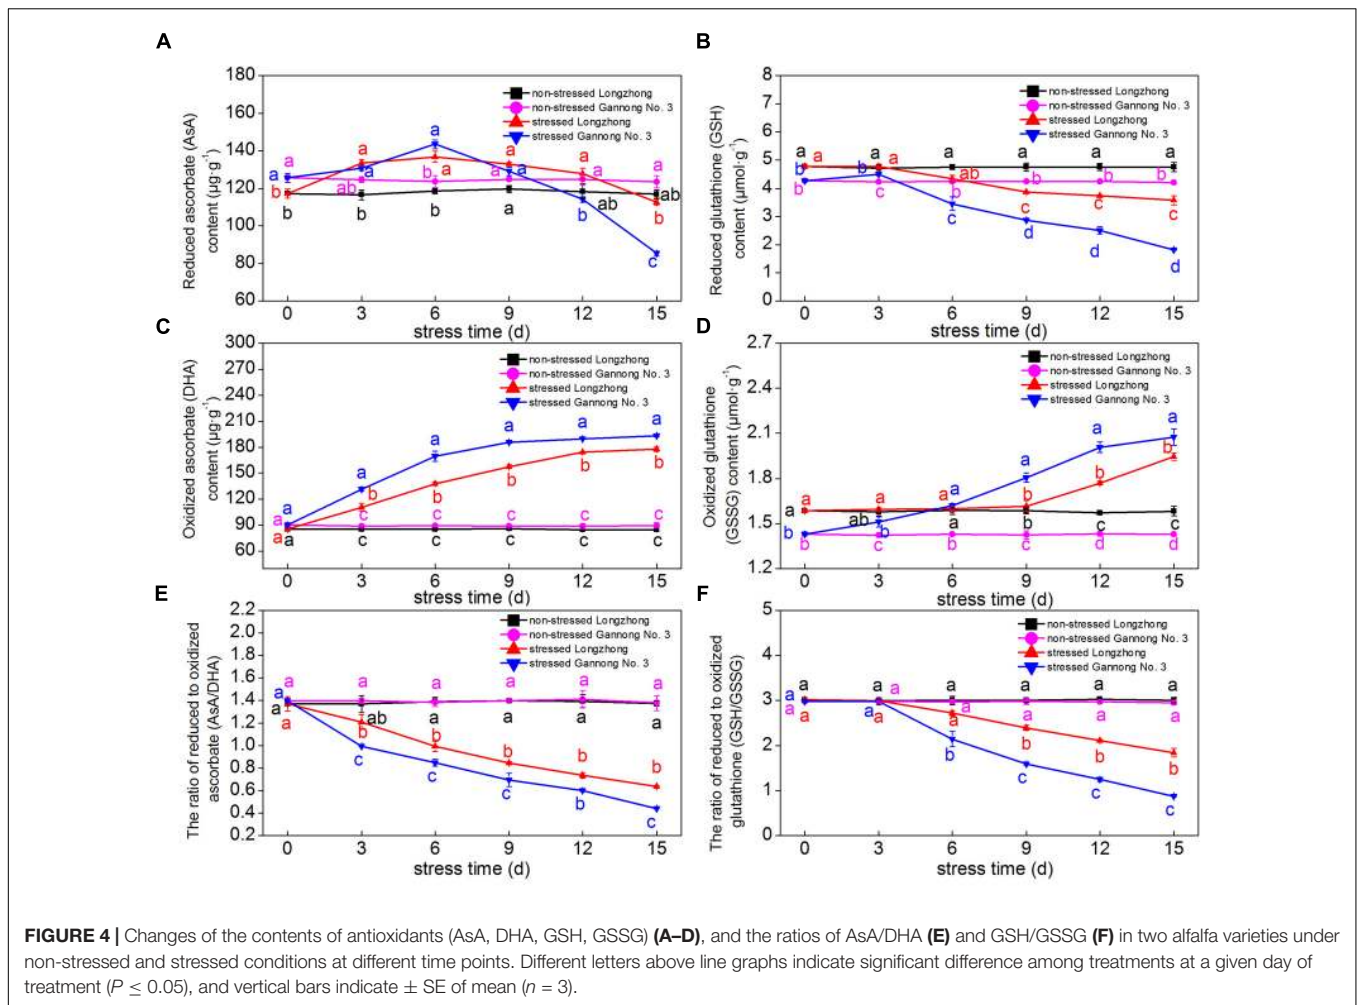 A
Reduced ascorbate (AsA)
content (µg·g⁻¹)
180
160
140
120
100
80
60
non-stressed Longzhong
non-stressed Gannong No. 3
stressed Longzhong
stressed Gannong No. 3
a a a a a a
a a a a b c
a a b a a a
b a a a a b
ab
b b b a ab ab
0 3 6 9 12 15
stress time (d)
B
Reduced glutathione (GSH)
content (µmol·g⁻¹)
8
7
6
5
4
3
2
1
0
non-stressed Longzhong
non-stressed Gannong No. 3
stressed Longzhong
stressed Gannong No. 3
a a a a a a
a a ab c c c
b b c d d d
b c b b b b
0 3 6 9 12 15
stress time (d)
C
Oxidized ascorbate (DHA)
content (µg·g⁻¹)
300
270
240
210
180
150
120
90
60
non-stressed Longzhong
non-stressed Gannong No. 3
stressed Longzhong
stressed Gannong No. 3
a a a a a a
a b b b b b
a c c c c c
a c c c c c
0 3 6 9 12 15
stress time (d)
D
Oxidized glutathione
(GSSG) content (µmol·g⁻¹)
2.7
2.4
2.1
1.8
1.5
1.2
non-stressed Longzhong
non-stressed Gannong No. 3
stressed Longzhong
stressed Gannong No. 3
b b a a a a
a a a b b b
a ab a b c c
b c b c d d
0 3 6 9 12 15
stress time (d)
E
The ratio of reduced to oxidized
ascorbate (AsA/DHA)
2.2
2.0
1.8
1.6
1.4
1.2
1.0
0.8
0.6
0.4
0.2
non-stressed Longzhong
non-stressed Gannong No. 3
stressed Longzhong
stressed Gannong No. 3
a a a a a a
a ab a a a a
a b b b b b
a c c c b c
0 3 6 9 12 15
stress time (d)
F
The ratio of reduced to oxidized
glutathione (GSH/GSSG)
5
4
3
2
1
0
non-stressed Longzhong
non-stressed Gannong No. 3
stressed Longzhong
stressed Gannong No. 3
a a a a a a
a a a a a a
a a a b b b
a a b c c c
0 3 6 9 12 15
stress time (d)
FIGURE 4 | Changes of the contents of antioxidants (AsA, DHA, GSH, GSSG) (A–D), and the ratios of AsA/DHA (E) and GSH/GSSG (F) in two alfalfa varieties under
non-stressed and stressed conditions at different time points. Different letters above line graphs indicate significant difference among treatments at a given day of
treatment (P ≤ 0.05), and vertical bars indicate ± SE of mean (n = 3).